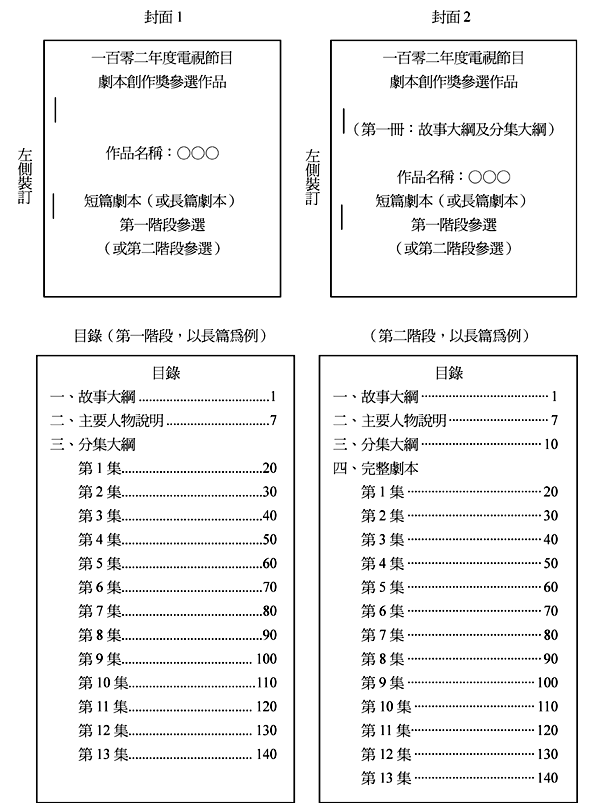 封面 1
一百零二年度電視節目
劇本創作獎參選作品
作品名稱：○○○
短篇劇本（或長篇劇本）
第一階段參選
（或第二階段參選）
左側裝訂
封面 2
一百零二年度電視節目
劇本創作獎參選作品
（第一冊：故事大綱及分集大綱）
作品名稱：○○○
短篇劇本（或長篇劇本）
第一階段參選
（或第二階段參選）
左側裝訂
目錄（第一階段，以長篇為例）
目錄
一、故事大綱..................................1
二、主要人物說明...........................7
三、分集大綱
第 1 集.....................................20
第 2 集.....................................30
第 3 集.....................................40
第 4 集.....................................50
第 5 集.....................................60
第 6 集.....................................70
第 7 集.....................................80
第 8 集.....................................90
第 9 集.................................. 100
第 10 集.................................110
第 11 集................................ 120
第 12 集................................ 130
第 13 集................................ 140
（第二階段，以長篇為例）
目錄
一、故事大綱································ 1
二、主要人物說明························· 7
三、分集大綱······························ 10
四、完整劇本
第 1 集·································· 20
第 2 集·································· 30
第 3 集·································· 40
第 4 集·································· 50
第 5 集·································· 60
第 6 集·································· 70
第 7 集·································· 80
第 8 集·································· 90
第 9 集································ 100
第 10 集······························ 110
第 11 集······························ 120
第 12 集······························ 130
第 13 集······························ 140